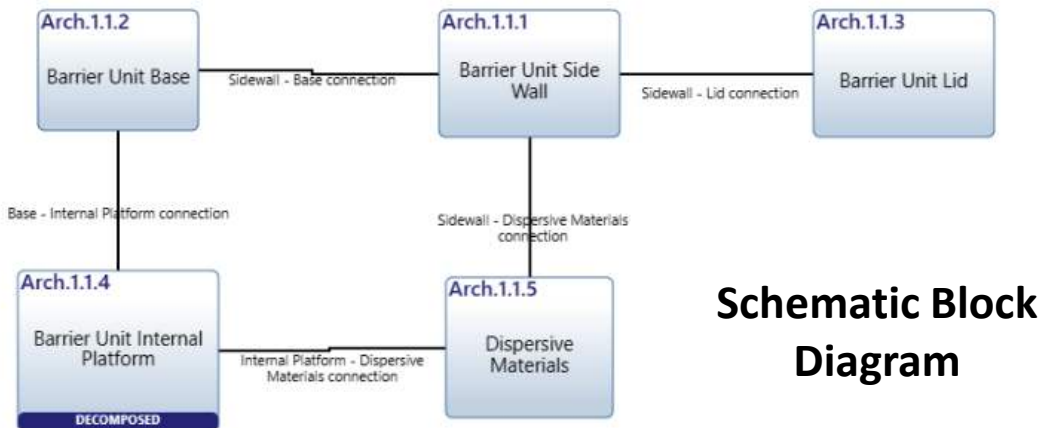 Arch.1.1.2
Barrier Unit Base
Sidewall - Base connection
Arch.1.1.1
Barrier Unit Side
Wall
Sidewall - Lid connection
Arch.1.1.3
Barrier Unit Lid
Base - Internal Platform connection
Sidewall - Dispersive Materials
connection
Arch.1.1.4
Barrier Unit Internal
Platform
DECOMPOSED
Internal Platform - Dispersive
Materials connection
Arch.1.1.5
Dispersive
Materials
Schematic Block
Diagram